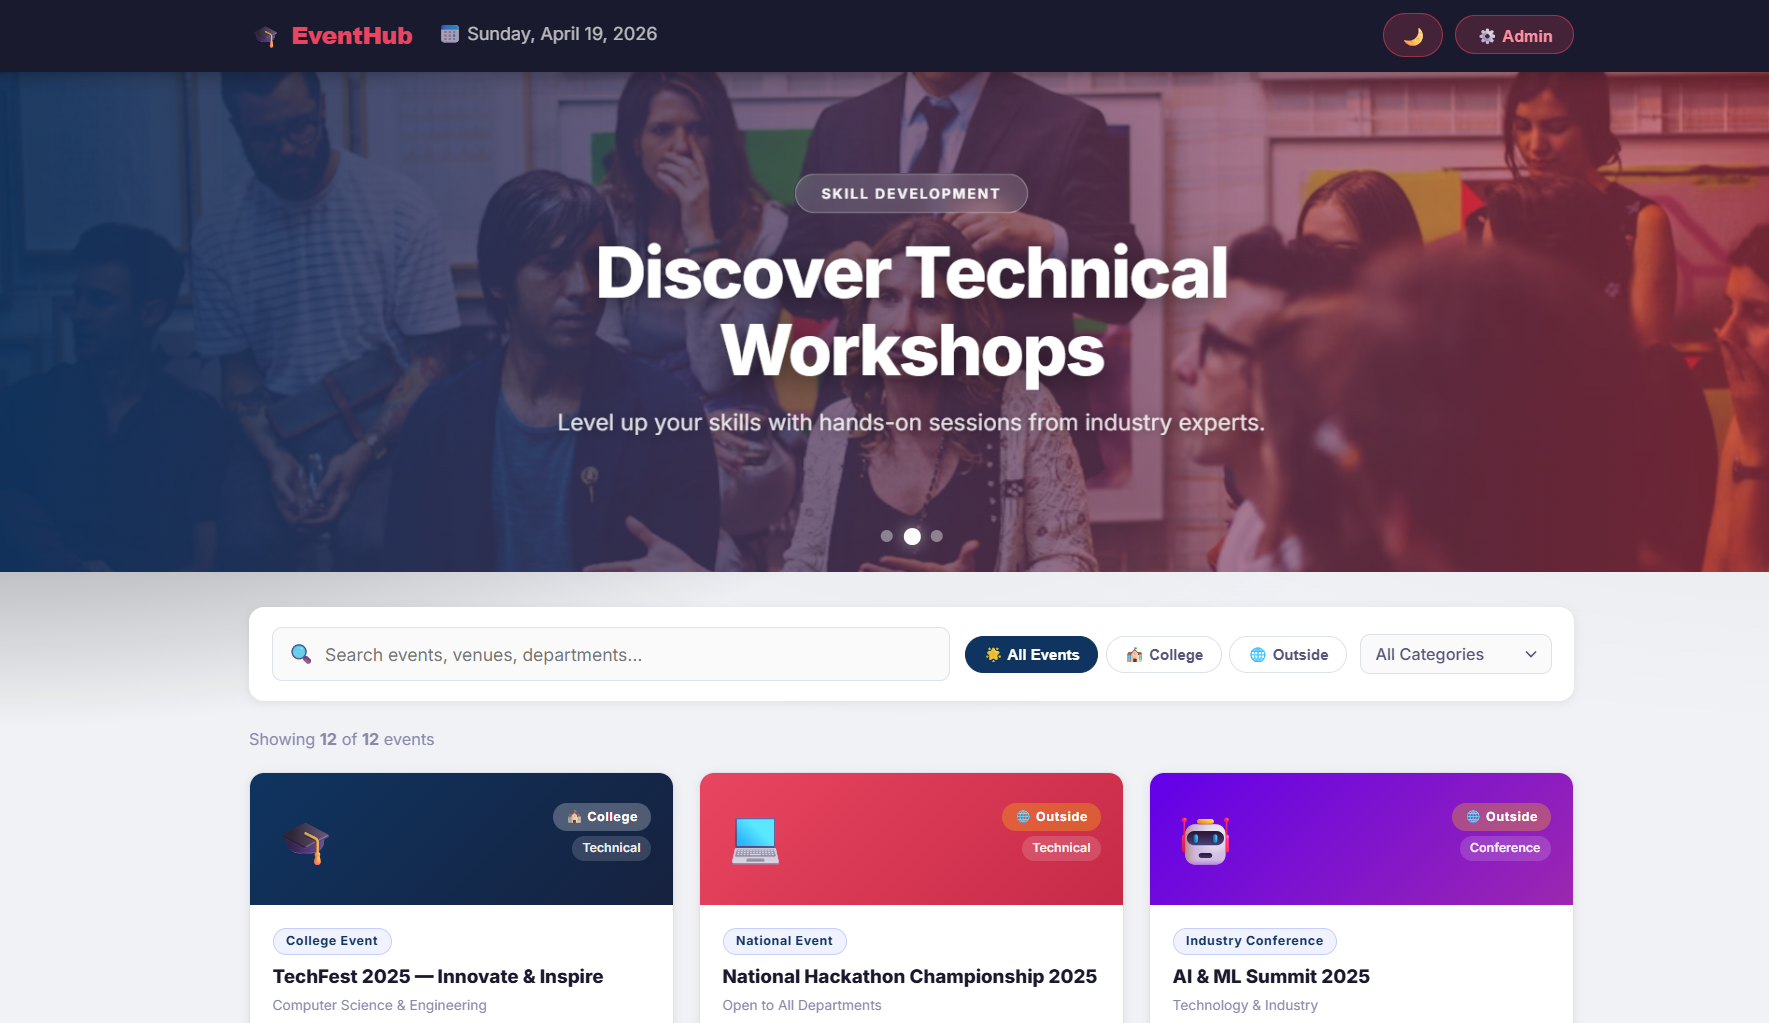 EventHub
Sunday, April 19, 2026
Admin
SKILL DEVELOPMENT
Discover Technical
Workshops
Level up your skills with hands-on sessions from industry experts.
Search events, venues, departments...
All Events
College
Outside
All Categories
Showing 12 of 12 events
College
Technical
College Event
TechFest 2025 — Innovate & Inspire
Computer Science & Engineering
Outside
Technical
National Event
National Hackathon Championship 2025
Open to All Departments
Outside
Conference
Industry Conference
AI & ML Summit 2025
Technology & Industry